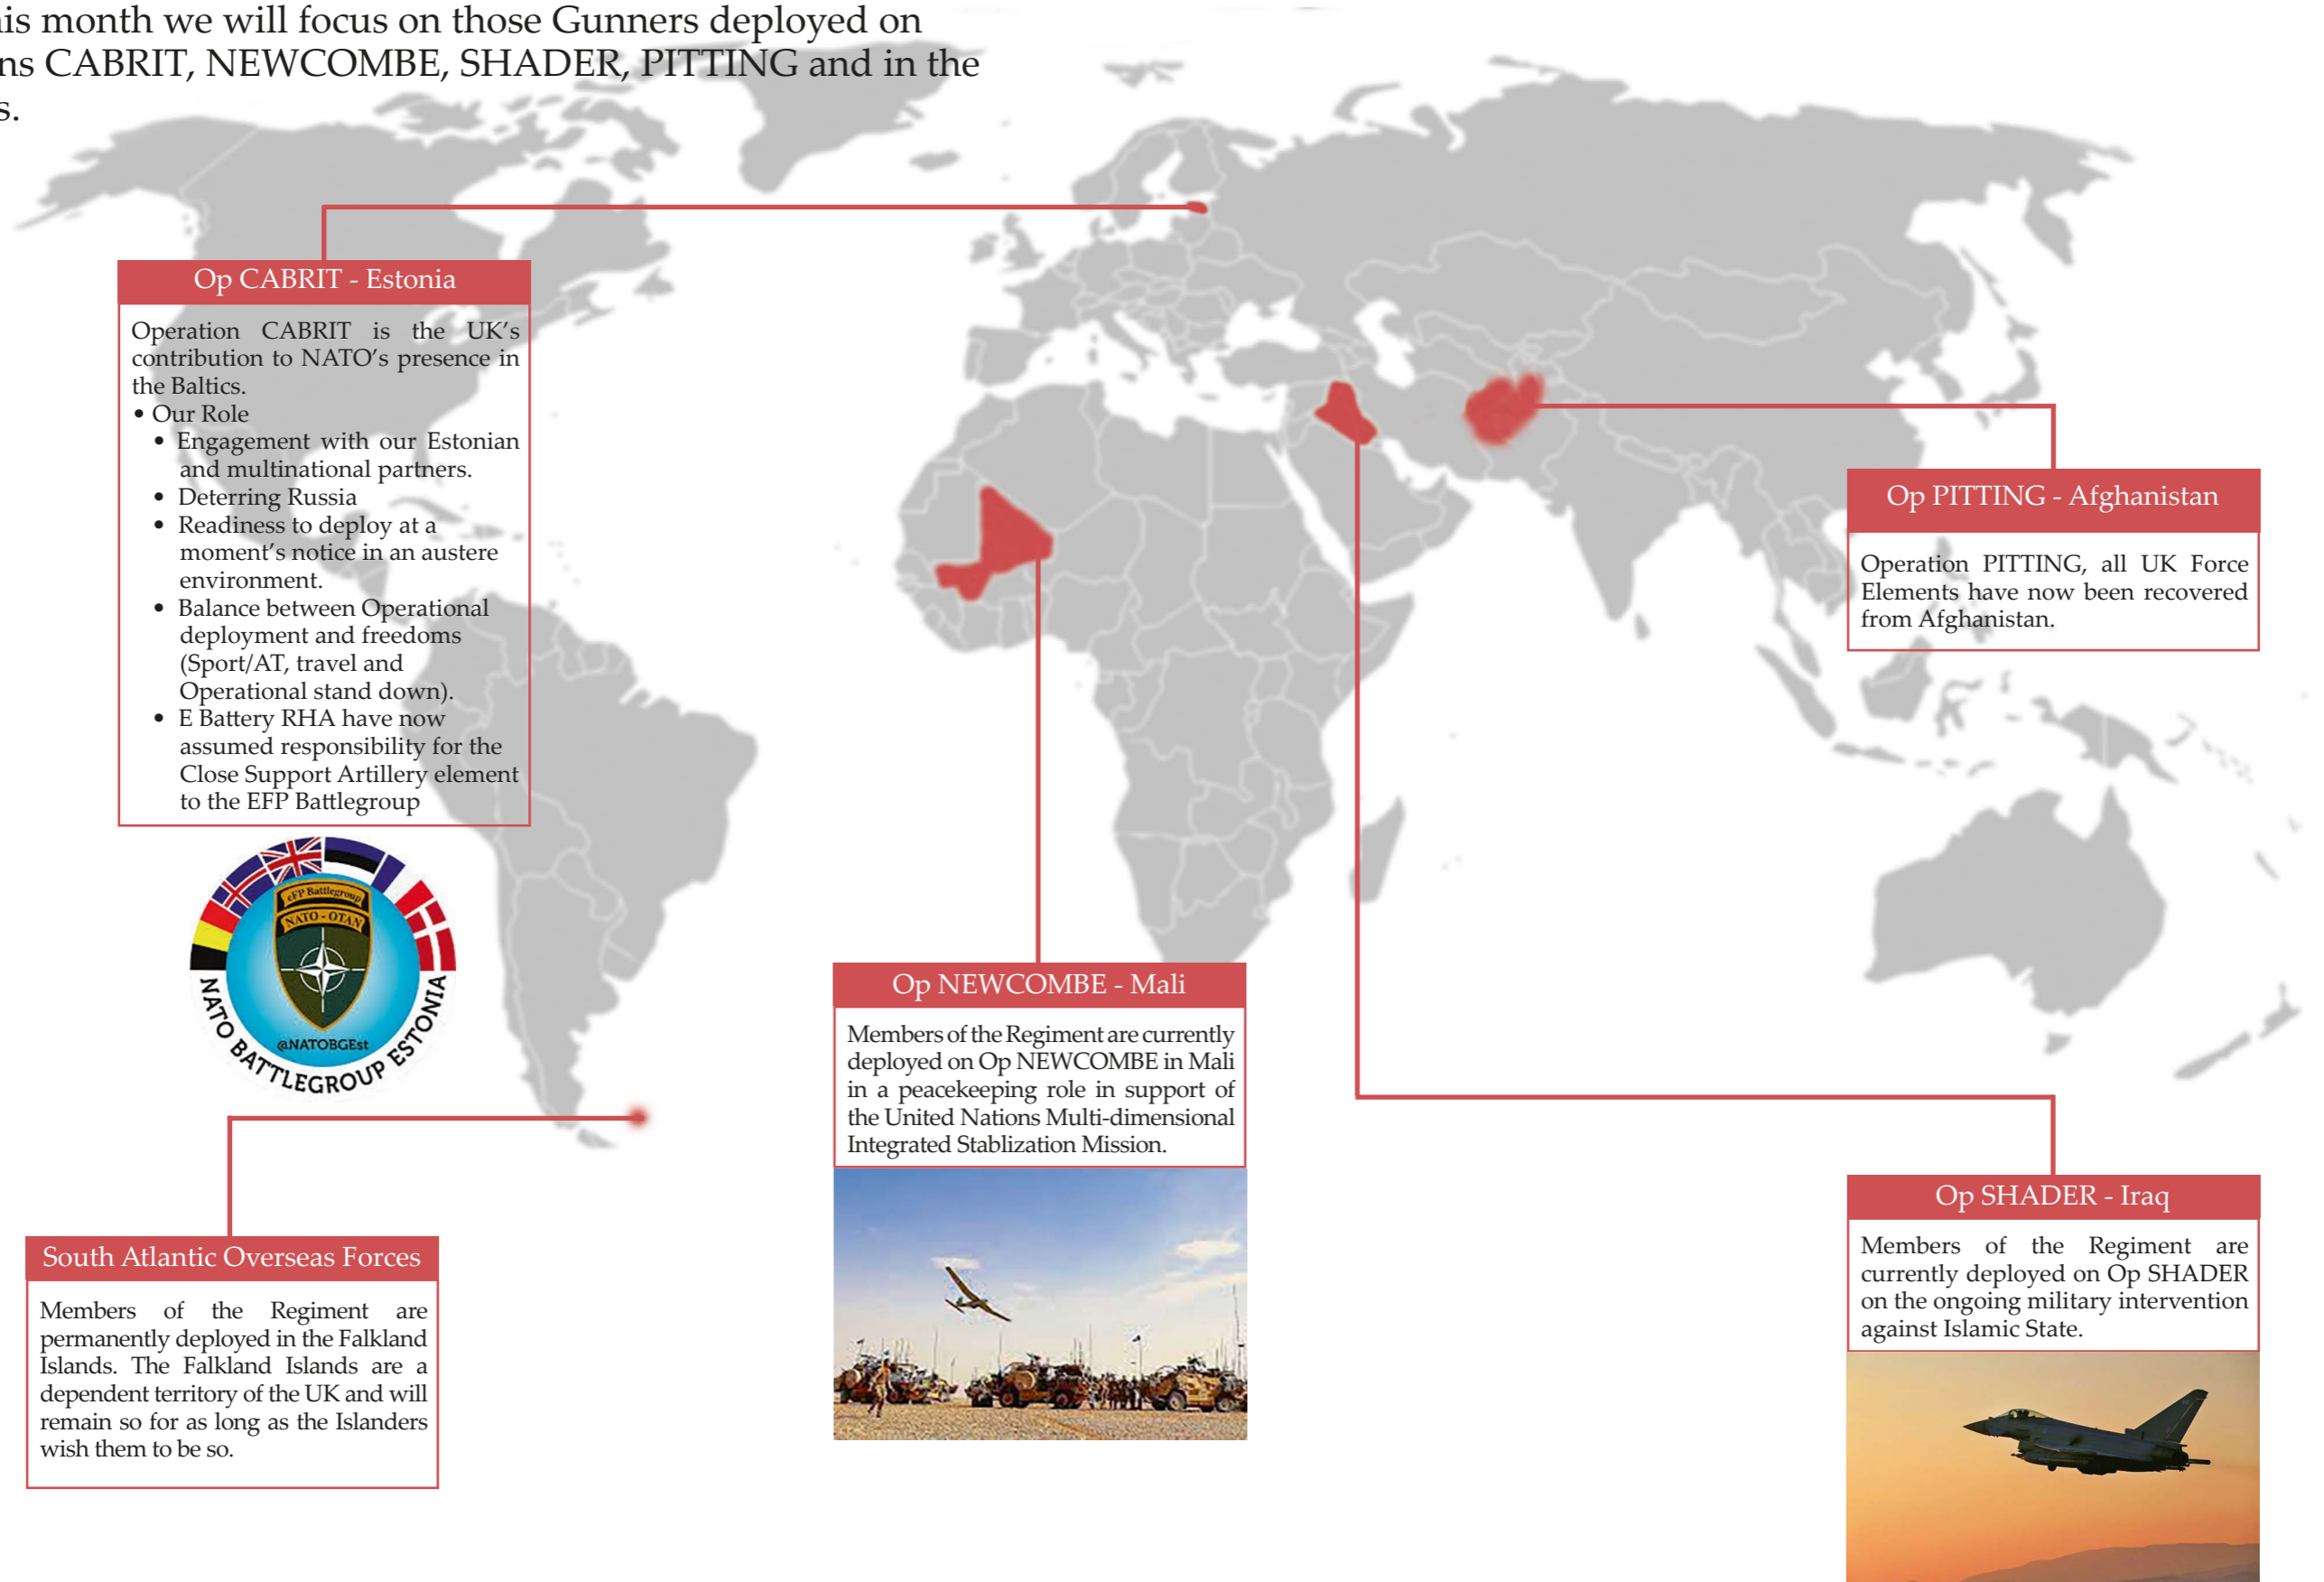 his month we will focus on those Gunners deployed on
ns CABRIT, NEWCOMBE, SHADER, PITTING and in the
s.
Op CABRIT - Estonia
Operation CABRIT is the UK's
contribution to NATO's presence in
the Baltics.
• Our Role
• Engagement with our Estonian
and multinational partners.
• Deterring Russia
• Readiness to deploy at a
moment's notice in an austere
environment.
• Balance between Operational
deployment and freedoms
(Sport/AT, travel and
Operational stand down).
• E Battery RHA have now
assumed responsibility for the
Close Support Artillery element
to the EFP Battlegroup
eFP Battlegroup
NATO - OTAN
@NATOBGEst
NATO BATTLEGROUP ESTONIA
South Atlantic Overseas Forces
Members of the Regiment are
permanently deployed in the Falkland
Islands. The Falkland Islands are a
dependent territory of the UK and will
remain so for as long as the Islanders
wish them to be so.
Op NEWCOMBE - Mali
Members of the Regiment are currently
deployed on Op NEWCOMBE in Mali
in a peacekeeping role in support of
the United Nations Multi-dimensional
Integrated Stablization Mission.
Op PITTING - Afghanistan
Operation PITTING, all UK Force
Elements have now been recovered
from Afghanistan.
Op SHADER - Iraq
Members of the Regiment are
currently deployed on Op SHADER
on the ongoing military intervention
against Islamic State.